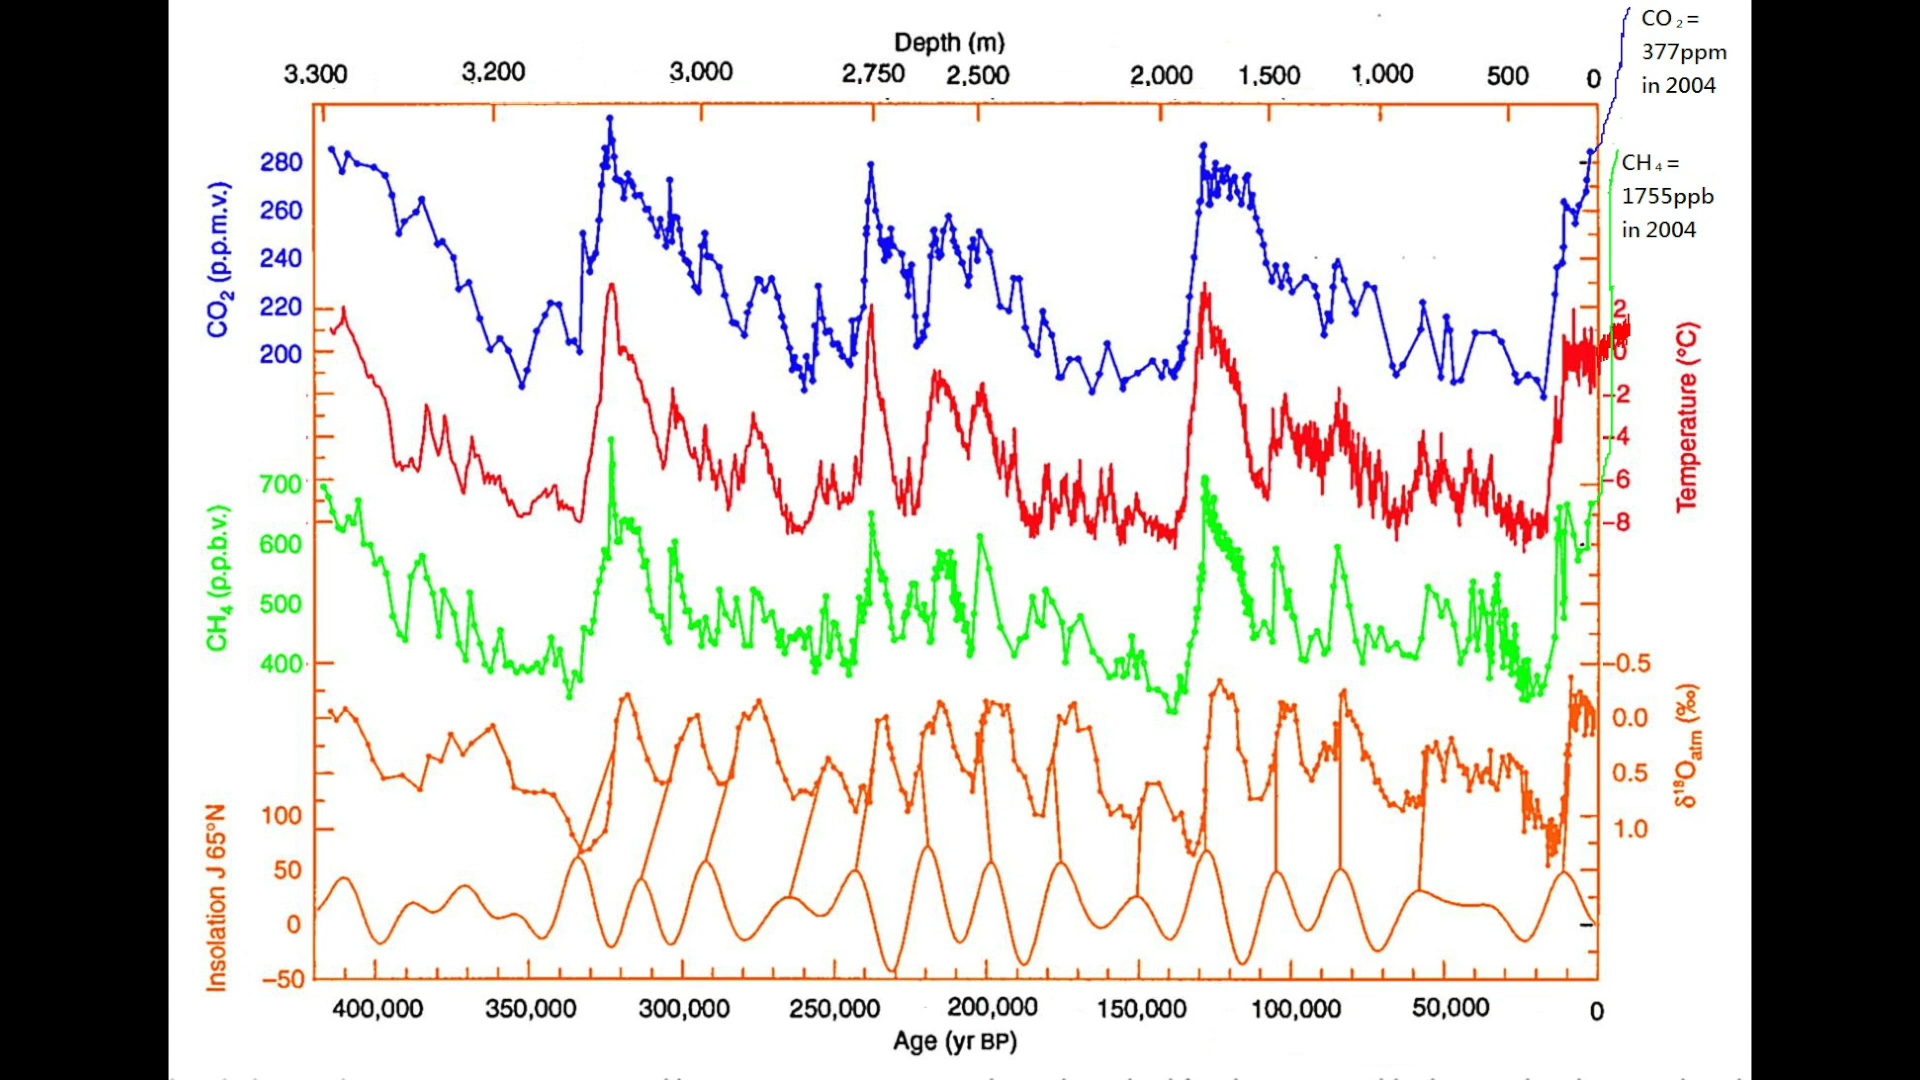 Depth (m)
3,300 3,200 3,000 2,750 2,500 2,000 1,500 1,000 500 0
CO₂ =
377ppm
in 2004
CH₄ =
1755ppb
in 2004
CO₂ (p.p.m.v.)
280
260
240
220
200
Temperature (°C)
2
0
-2
-4
-6
-8
CH₄ (p.p.b.v.)
700
600
500
400
δ¹⁸Oatm (‰)
-0.5
0.0
0.5
1.0
Insolation J 65°N
100
50
0
-50
400,000 350,000 300,000 250,000 200,000 150,000 100,000 50,000 0
Age (yr BP)